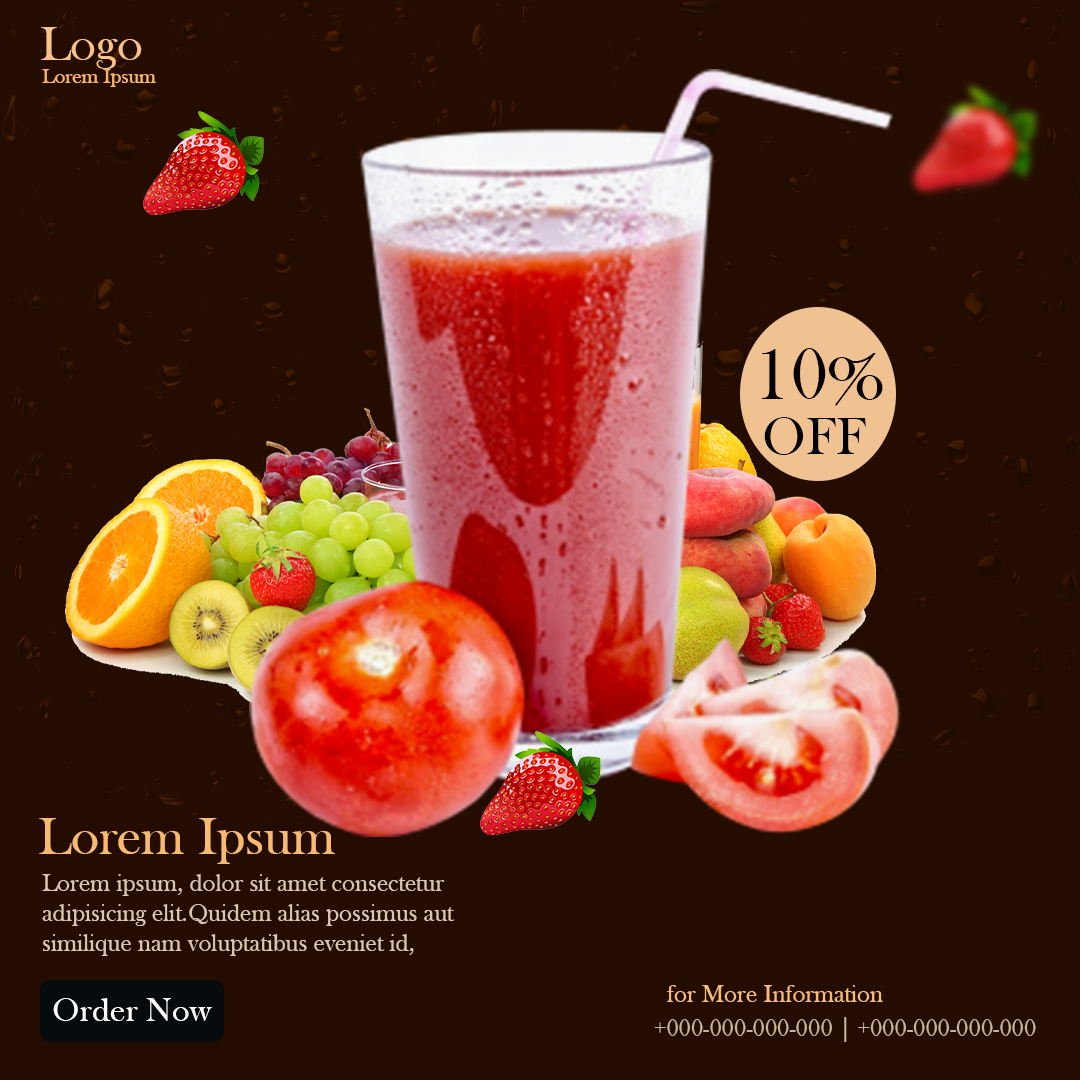 Logo
Lorem Ipsum
10%
OFF
Lorem Ipsum
Lorem ipsum, dolor sit amet consectetur
adipisicing elit.Quidem alias possimus aut
similique nam voluptatibus eveniet id,
Order Now
for More Information
+000-000-000-000 | +000-000-000-000